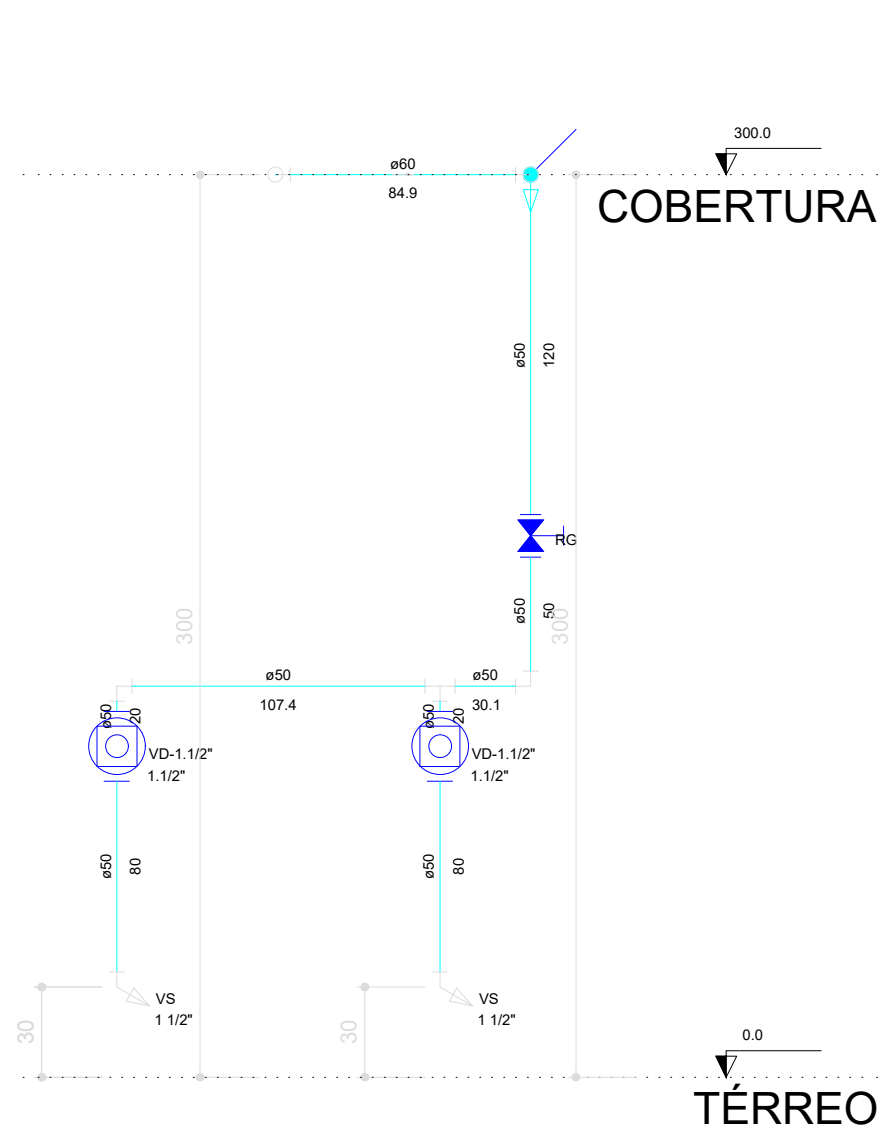 300.0
ø60
84.9
COBERTURA
ø50
120
RG
ø50
50
300
300
ø50
107.4
ø50
30.1
ø50
20
ø50
20
VD-1.1/2"
1.1/2"
VD-1.1/2"
1.1/2"
ø50
80
ø50
80
VS
1 1/2"
VS
1 1/2"
30
30
0.0
TÉRREO